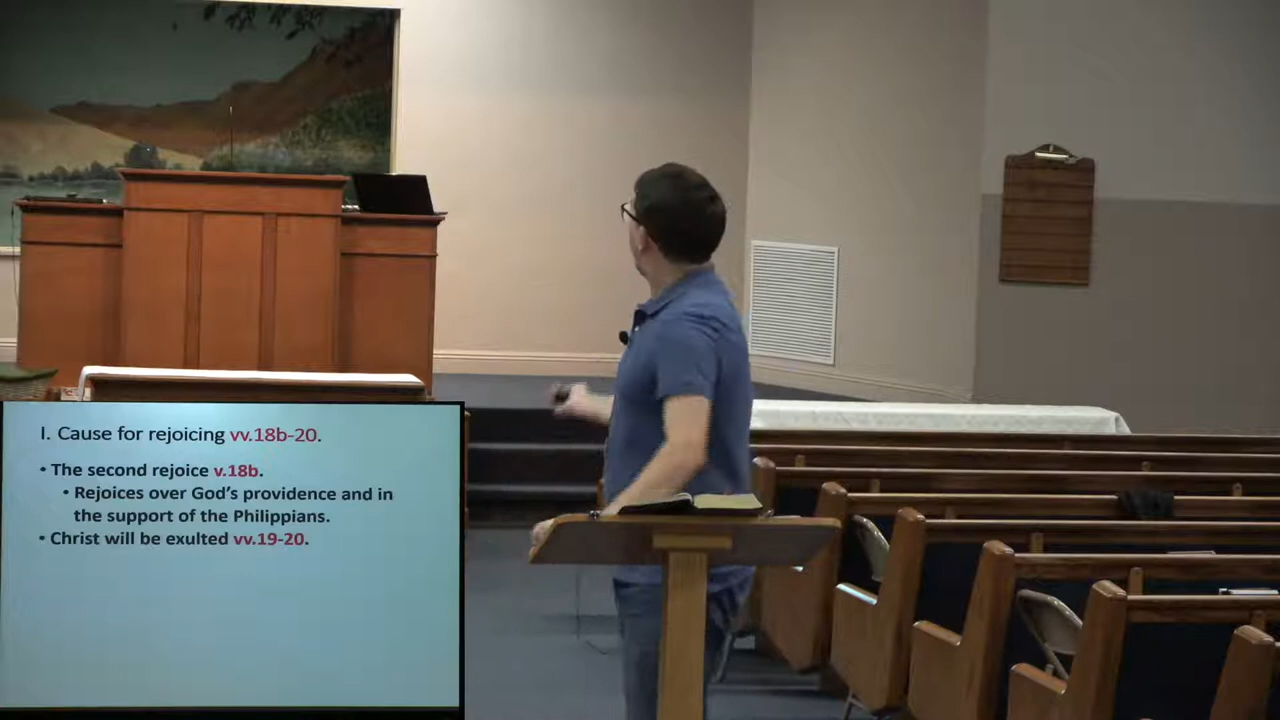 I. Cause for rejoicing vv.18b-20.
• The second rejoice v.18b.
• Rejoices over God's providence and in
the support of the Philippians.
• Christ will be exulted vv.19-20.